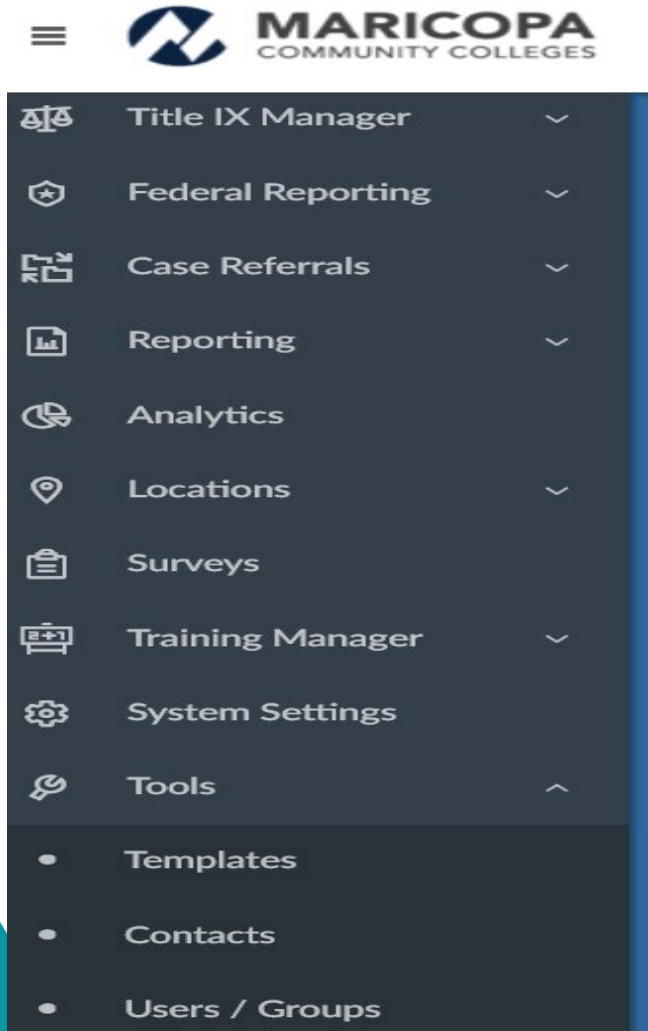 MARICOPA
COMMUNITY COLLEGES
Title IX Manager
Federal Reporting
Case Referrals
Reporting
Analytics
Locations
Surveys
Training Manager
System Settings
Tools
Templates
Contacts
Users / Groups